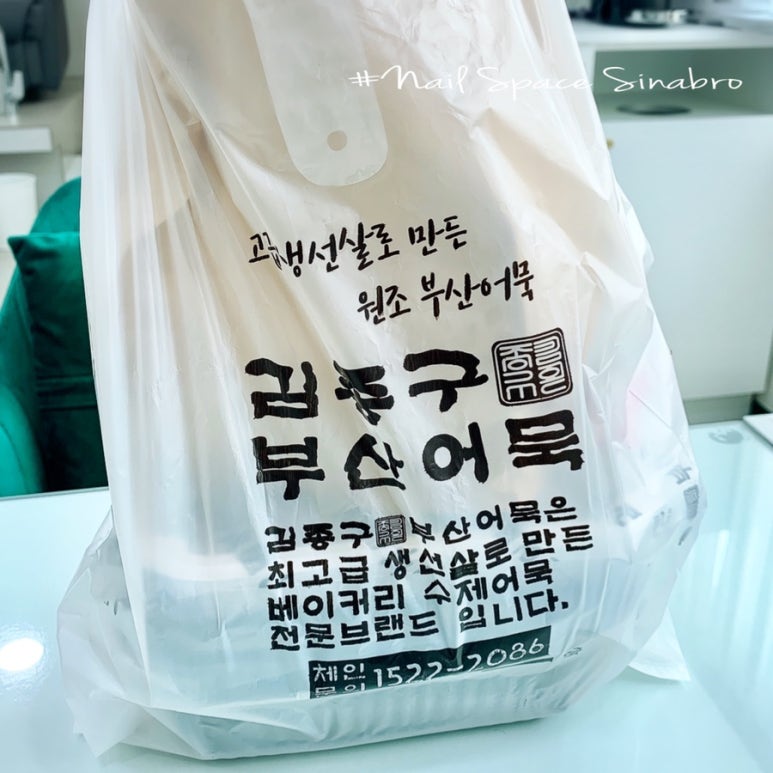 #Nail Space Sinabro
고급생선살로 만든
원조 부산어묵
김종구
부산어묵
김종구 부산어묵은
최고급 생선살로 만든
베이커리 수제어묵
전문브랜드 입니다.
체인
문의 1522-2086